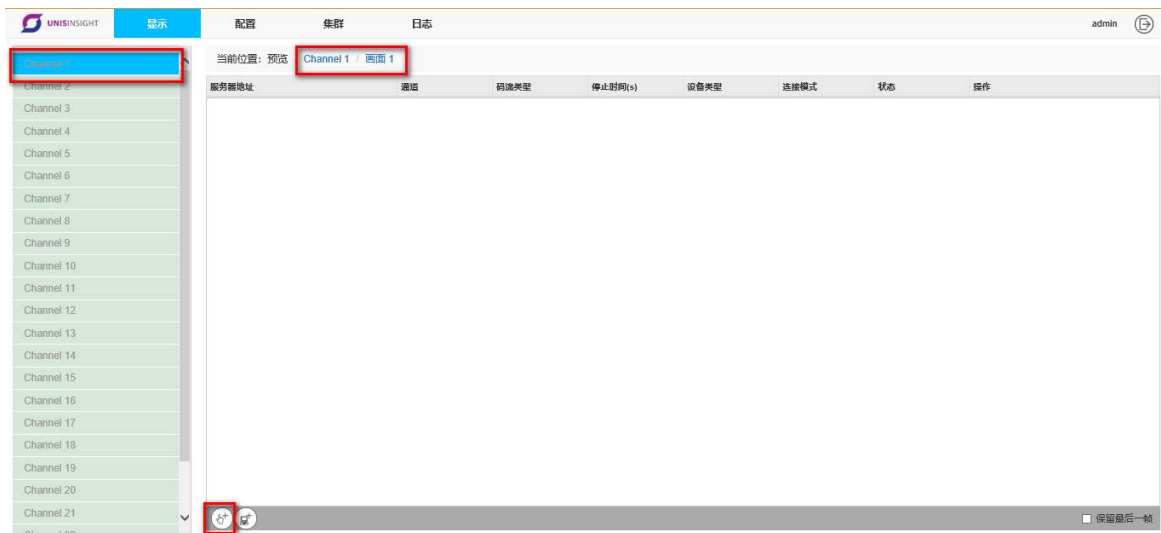 UNISINSIGHT 显示 配置 集群 日志 admin
Channel 1
当前位置：预览 Channel 1 / 画面 1
Channel 2
服务器地址 通道 码流类型 停止时间(s) 设备类型 连接模式 状态 操作
Channel 3
Channel 4
Channel 5
Channel 6
Channel 7
Channel 8
Channel 9
Channel 10
Channel 11
Channel 12
Channel 13
Channel 14
Channel 15
Channel 16
Channel 17
Channel 18
Channel 19
Channel 20
Channel 21
保留最后一帧